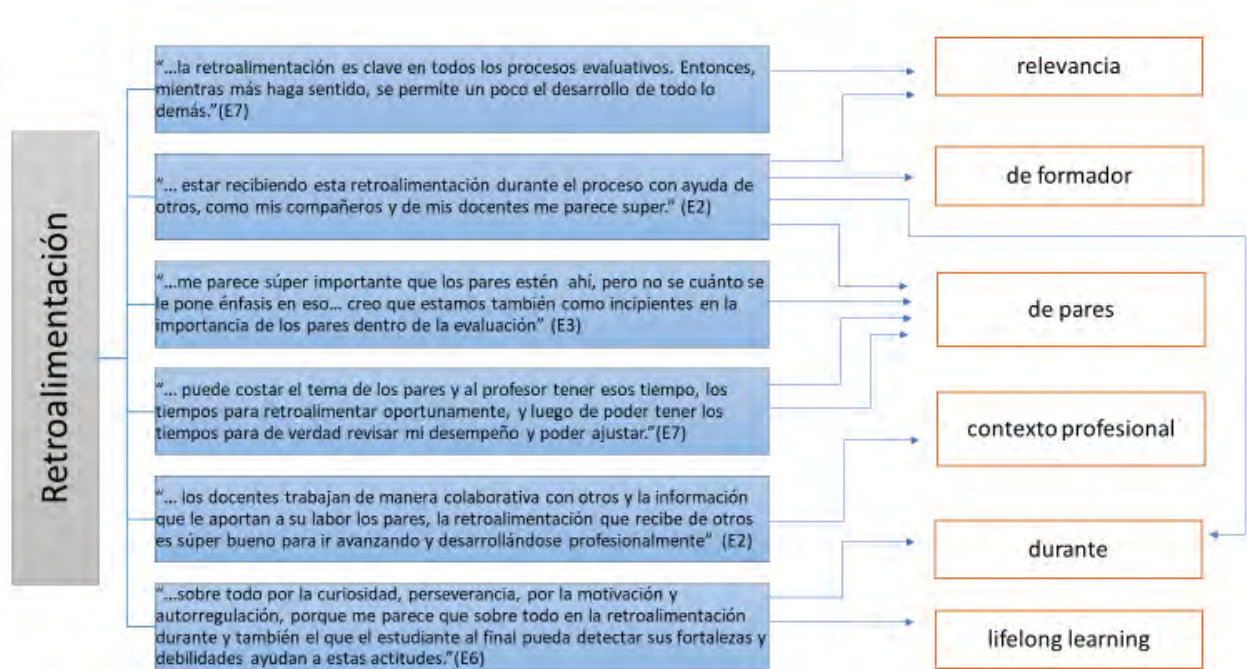 Retroalimentación
“...la retroalimentación es clave en todos los procesos evaluativos. Entonces,
mientras más haga sentido, se permite un poco el desarrollo de todo lo
demás.”(E7)
“... estar recibiendo esta retroalimentación durante el proceso con ayuda de
otros, como mis compañeros y de mis docentes me parece super.” (E2)
“...me parece súper importante que los pares estén ahí, pero no se cuánto se
le pone énfasis en eso... creo que estamos también como incipientes en la
importancia de los pares dentro de la evaluación” (E3)
“... puede costar el tema de los pares y al profesor tener esos tiempo, los
tiempos para retroalimentar oportunamente, y luego de poder tener los
tiempos para de verdad revisar mi desempeño y poder ajustar.”(E7)
“... los docentes trabajan de manera colaborativa con otros y la información
que le aportan a su labor los pares, la retroalimentación que recibe de otros
es súper bueno para ir avanzando y desarrollándose profesionalmente” (E2)
“...sobre todo por la curiosidad, perseverancia, por la motivación y
autorregulación, porque me parece que sobre todo en la retroalimentación
durante y también el que el estudiante al final pueda detectar sus fortalezas y
debilidades ayudan a estas actitudes.”(E6)
relevancia
de formador
de pares
contexto profesional
durante
lifelong learning